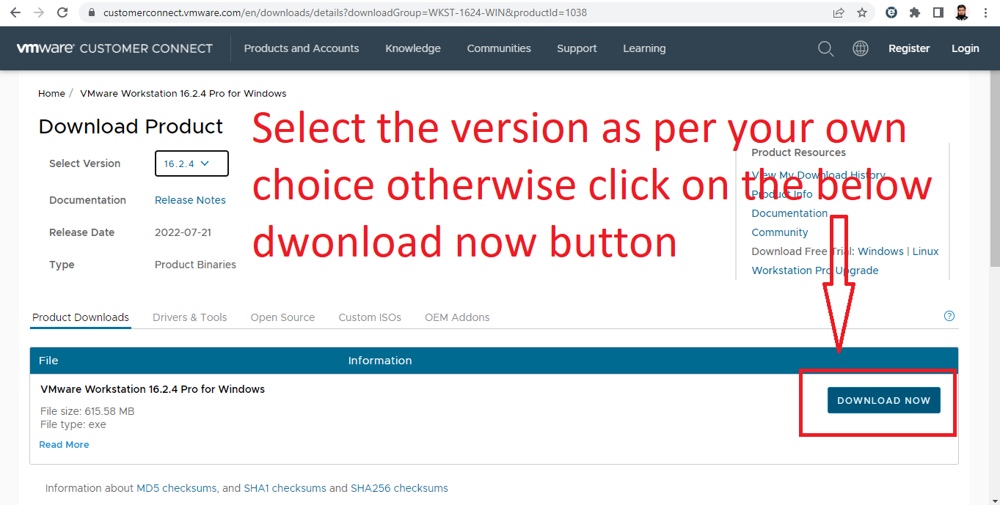 customerconnect.vmware.com/en/downloads/details?downloadGroup=WKST-1624-WIN&productId=1038
vmware® CUSTOMER CONNECT
Products and Accounts
Knowledge
Communities
Support
Learning
Register
Login
Home / VMware Workstation 16.2.4 Pro for Windows
Download Product
Select Version
16.2.4
Documentation
Release Notes
Release Date
2022-07-21
Type
Product Binaries
Select the version as per your own
choice otherwise click on the below
dwonload now button
Product Resources
View My Download History
Product Info
Documentation
Community
Download Free Trial: Windows | Linux
Workstation Pro Upgrade
Product Downloads
Drivers & Tools
Open Source
Custom ISOs
OEM Addons
?
File
Information
VMware Workstation 16.2.4 Pro for Windows
File size: 615.58 MB
File type: exe
Read More
DOWNLOAD NOW
Information about MD5 checksums, and SHA1 checksums and SHA256 checksums